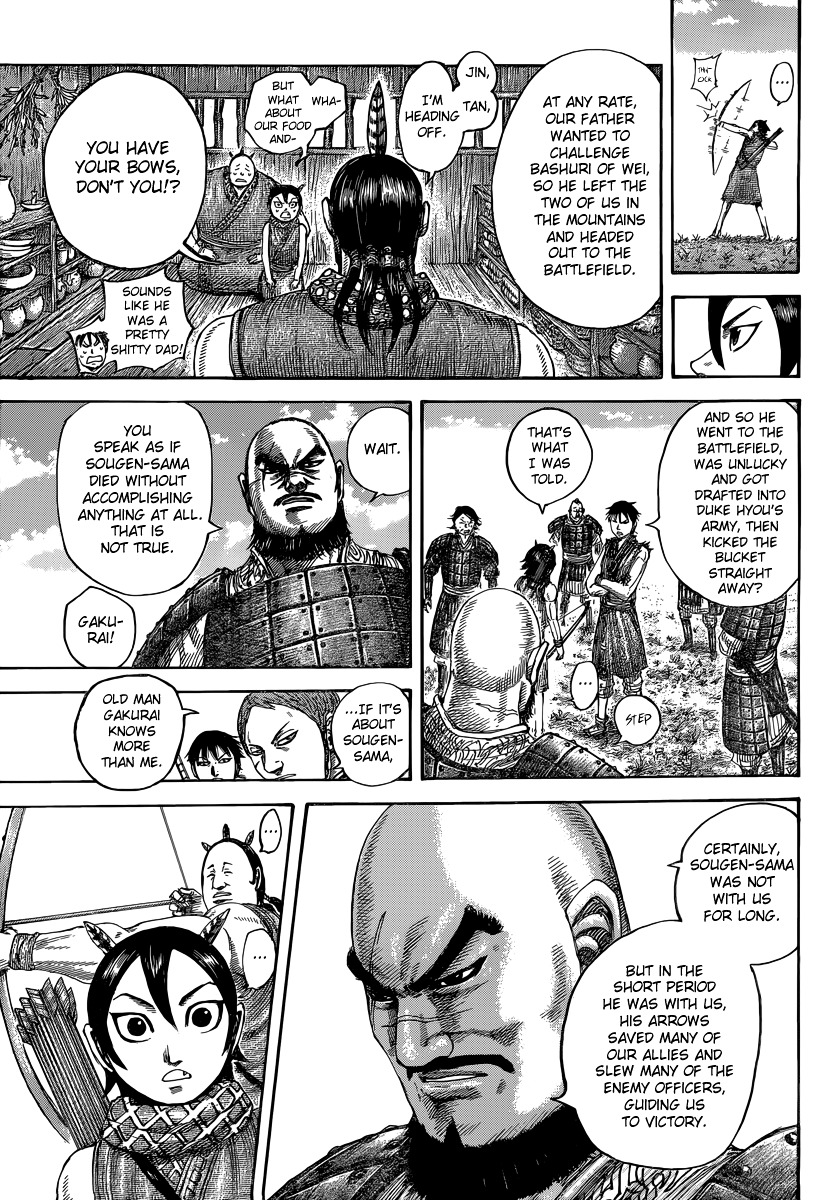 ...
THW-
OCK
AT ANY RATE,
OUR FATHER
WANTED TO
CHALLENGE
BASHURI OF WEI,
SO HE LEFT THE
TWO OF US IN
THE MOUNTAINS
AND HEADED
OUT TO THE
BATTLEFIELD.
JIN,
TAN,
I'M
HEADING
OFF.
WHA-
BUT
WHAT
ABOUT
OUR FOOD
AND-
YOU HAVE
YOUR BOWS,
DON'T YOU!?
SOUNDS
LIKE HE
WAS A
PRETTY
SHITTY DAD!
AND SO HE
WENT TO THE
BATTLEFIELD,
WAS UNLUCKY
AND GOT
DRAFTED INTO
DUKE HYOU'S
ARMY, THEN
KICKED THE
BUCKET
STRAIGHT
AWAY?
THAT'S
WHAT
I WAS
TOLD.
...
STEP
WAIT.
YOU
SPEAK AS IF
SOUGEN-SAMA
DIED WITHOUT
ACCOMPLISHING
ANYTHING AT ALL.
THAT IS
NOT TRUE.
GAKU-
RAI!
...IF IT'S
ABOUT
SOUGEN-
SAMA,
OLD MAN
GAKURAI
KNOWS
MORE
THAN ME.
CERTAINLY,
SOUGEN-SAMA
WAS NOT
WITH US
FOR LONG.
BUT IN THE
SHORT PERIOD
HE WAS WITH US,
HIS ARROWS
SAVED MANY OF
OUR ALLIES AND
SLEW MANY OF THE
ENEMY OFFICERS,
GUIDING US
TO VICTORY.
...
...